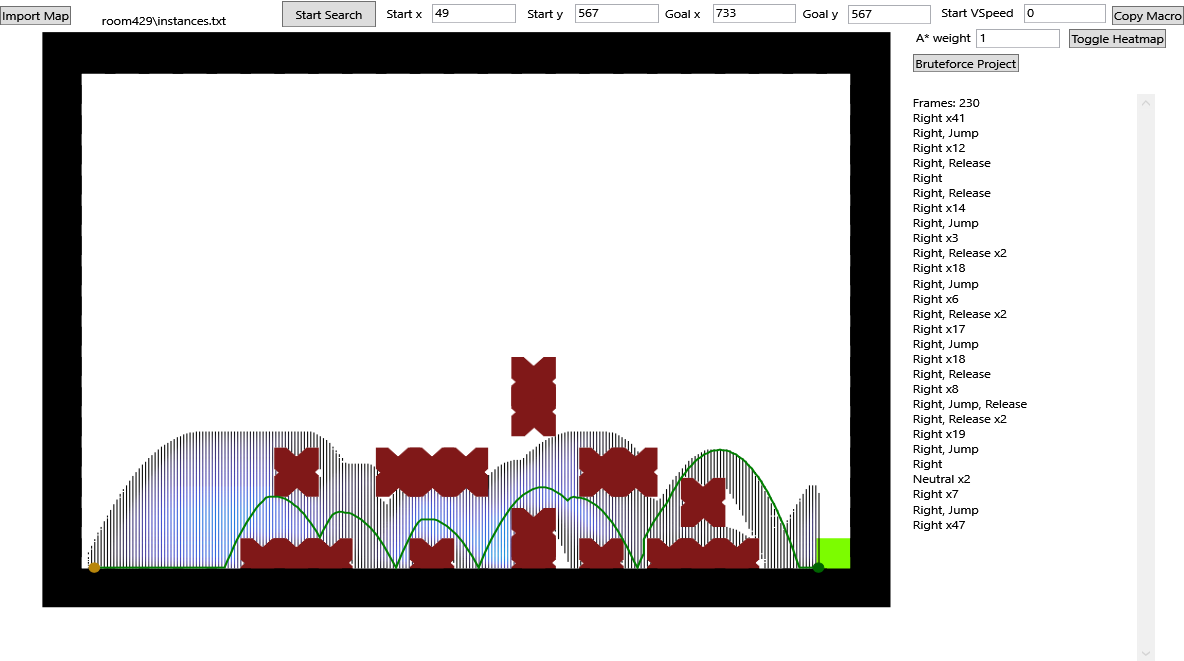 Import Map room429\instances.txt Start Search Start x 49 Start y 567 Goal x 733 Goal y 567 Start VSpeed 0 Copy Macro
A* weight 1 Toggle Heatmap
Bruteforce Project
Frames: 230
Right x41
Right, Jump
Right x12
Right, Release
Right
Right, Release
Right x14
Right, Jump
Right x3
Right, Release x2
Right x18
Right, Jump
Right x6
Right, Release x2
Right x17
Right, Jump
Right x18
Right, Release
Right x8
Right, Jump, Release
Right, Release x2
Right x19
Right, Jump
Right
Neutral x2
Right x7
Right, Jump
Right x47